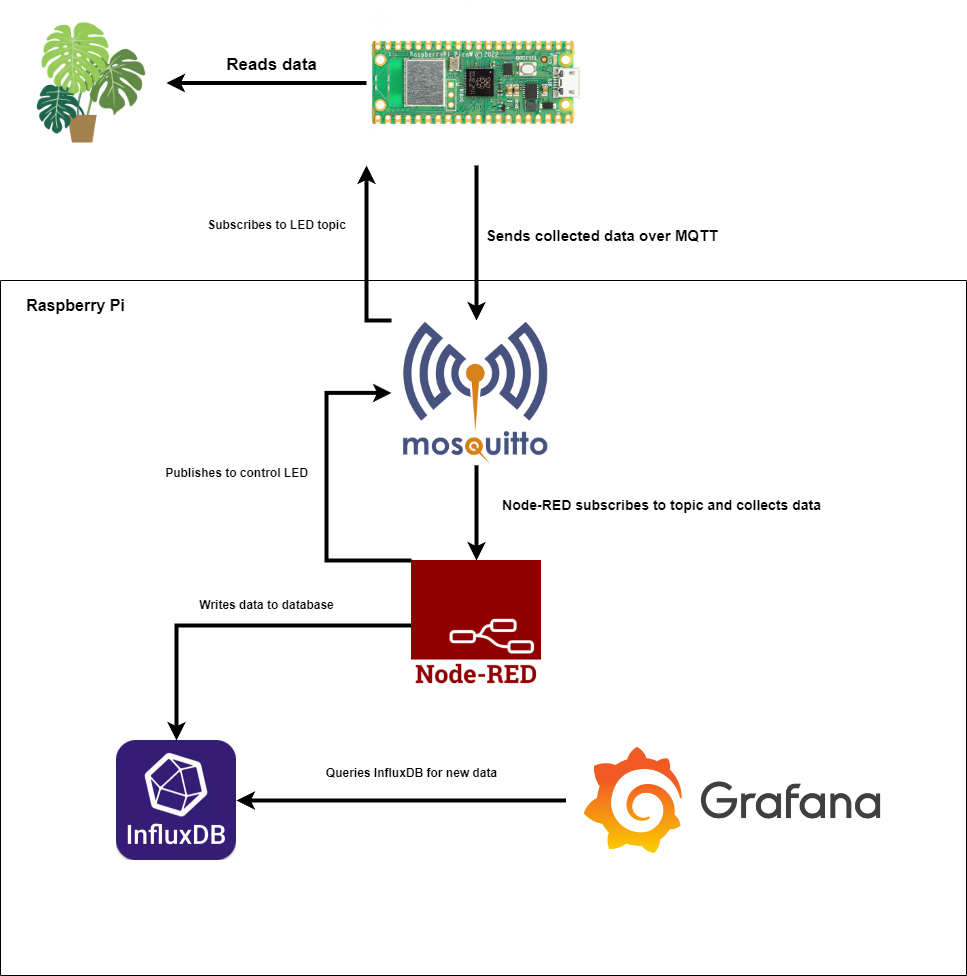 Reads data
RaspberryPi PicoW © 2022
BOOTSEL
Subscribes to LED topic
Sends collected data over MQTT
Raspberry Pi
mosquitto
Publishes to control LED
Node-RED subscribes to topic and collects data
Writes data to database
Node-RED
Queries InfluxDB for new data
InfluxDB
Grafana